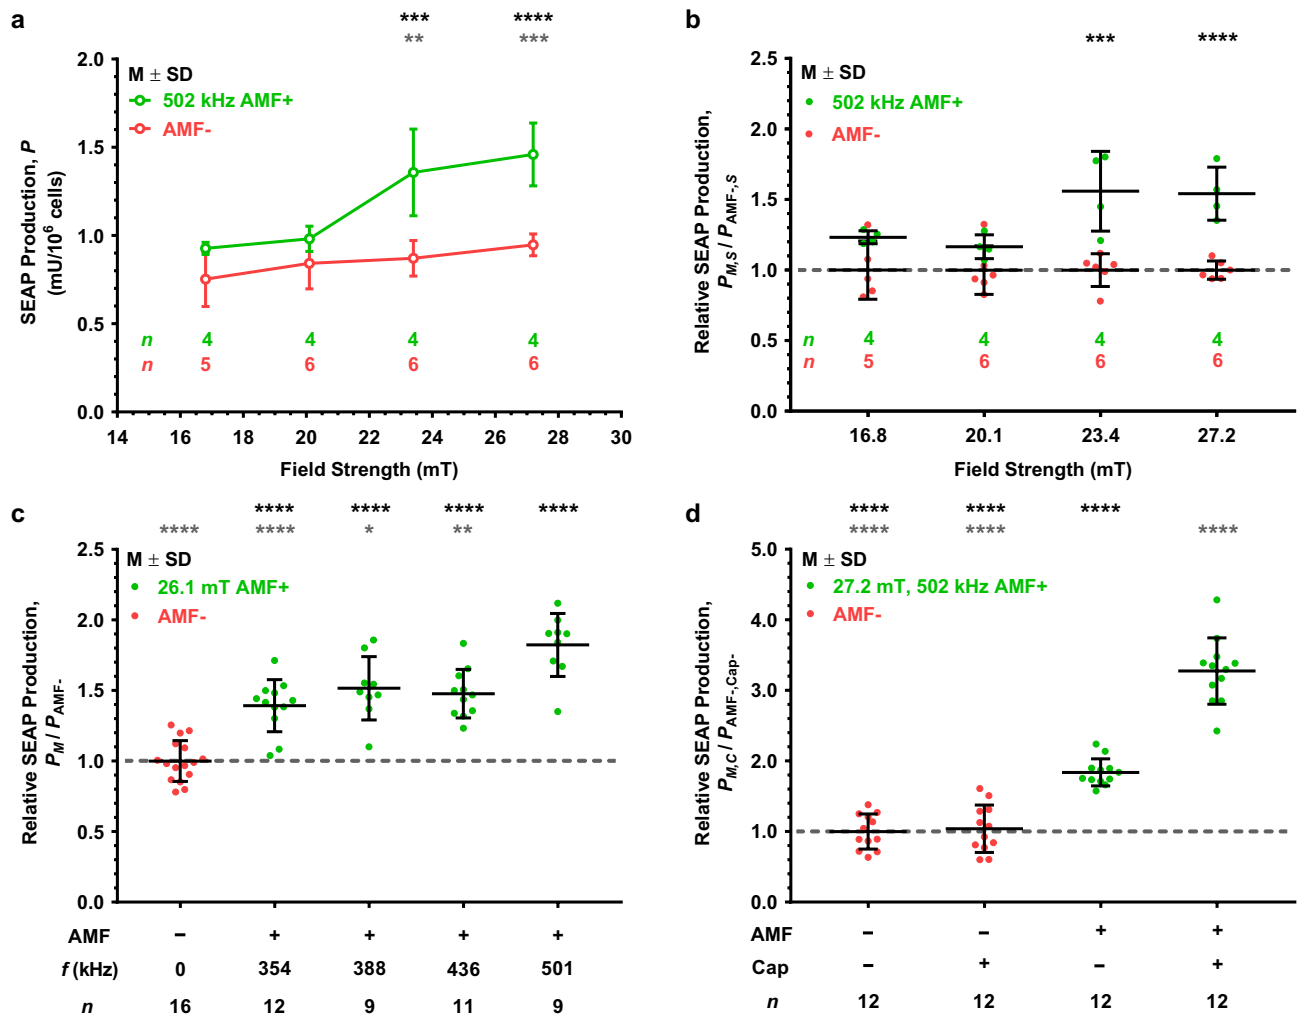 a
***
****
**
***
2.0
1.5
1.0
0.5
0.0
SEAP Production, P
(mU/10⁶ cells)
M ± SD
502 kHz AMF+
AMF-
n 4 4 4 4
n 5 6 6 6
14 16 18 20 22 24 26 28 30
Field Strength (mT)
b
***
****
2.5
2.0
1.5
1.0
0.5
0.0
Relative SEAP Production,
P_M,S / P_AMF-,S
M ± SD
502 kHz AMF+
AMF-
n 4 4 4 4
n 5 6 6 6
16.8 20.1 23.4 27.2
Field Strength (mT)
c
**** **** **** ****
**** **** * **
2.5
2.0
1.5
1.0
0.5
0.0
Relative SEAP Production,
P_M / P_AMF-
M ± SD
26.1 mT AMF+
AMF-
AMF − + + + +
f (kHz) 0 354 388 436 501
n 16 12 9 11 9
d
**** **** ****
**** **** ****
5.0
4.0
3.0
2.0
1.0
0.0
Relative SEAP Production,
P_M,C / P_AMF-,Cap-
M ± SD
27.2 mT, 502 kHz AMF+
AMF-
AMF − − + +
Cap − + − +
n 12 12 12 12